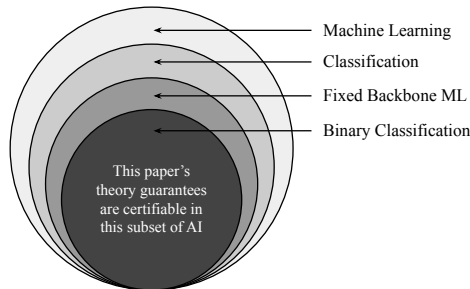 Machine Learning
Classification
Fixed Backbone ML
Binary Classification
This paper's
theory guarantees
are certifiable in
this subset of AI